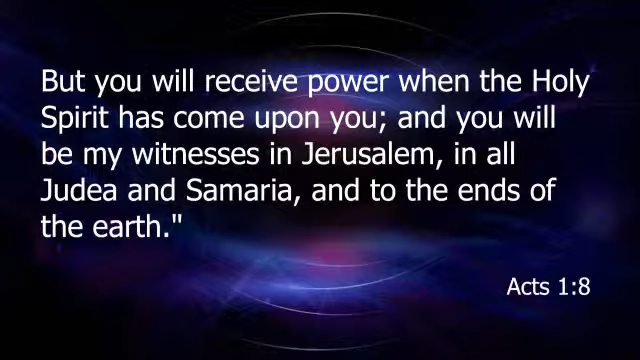 But you will receive power when the Holy
Spirit has come upon you; and you will
be my witnesses in Jerusalem, in all
Judea and Samaria, and to the ends of
the earth."
Acts 1:8